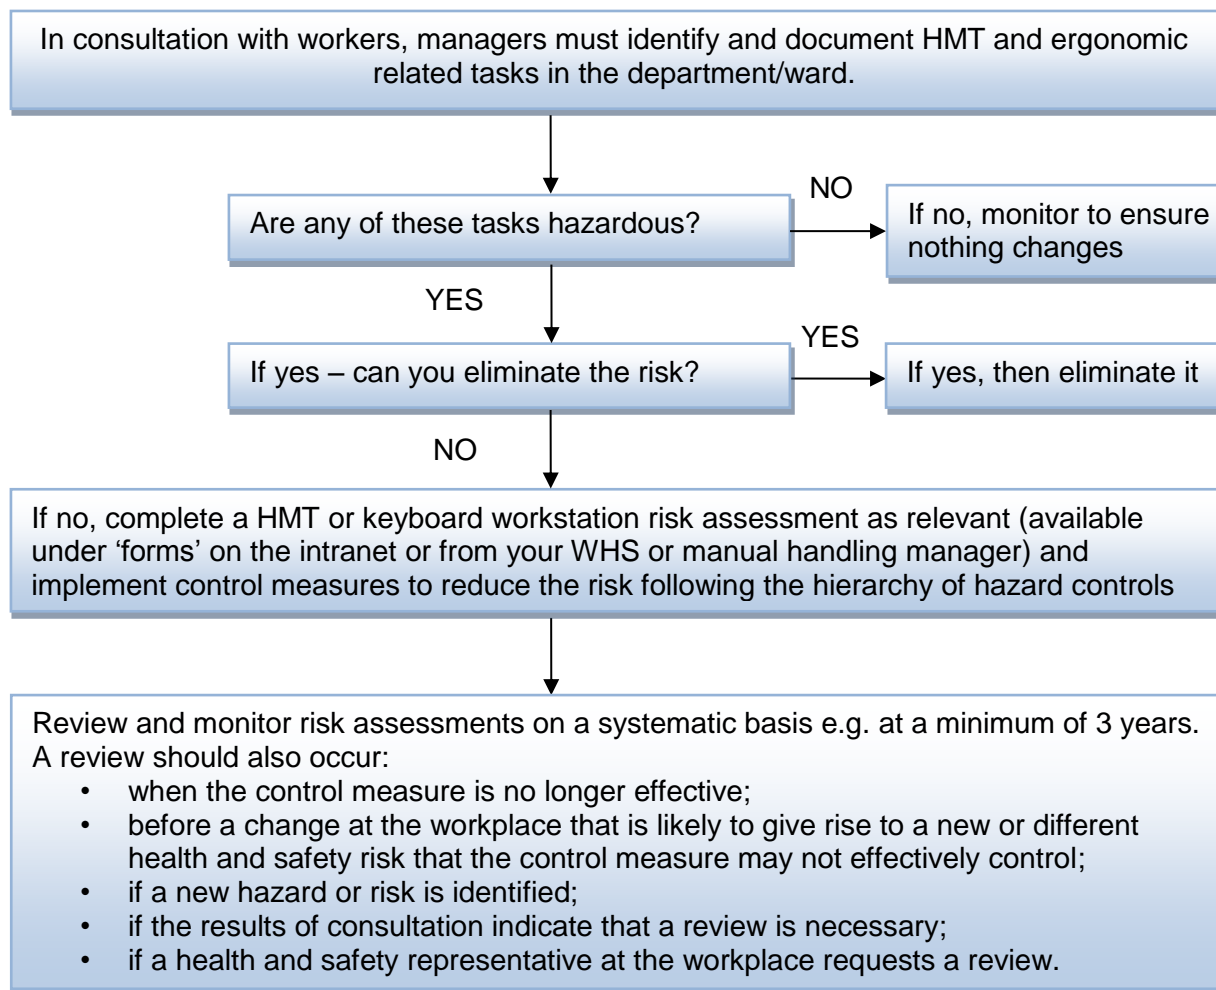 In consultation with workers, managers must identify and document HMT and ergonomic
related tasks in the department/ward.
NO
Are any of these tasks hazardous?
If no, monitor to ensure
nothing changes
YES
YES
If yes – can you eliminate the risk?
If yes, then eliminate it
NO
If no, complete a HMT or keyboard workstation risk assessment as relevant (available
under ‘forms’ on the intranet or from your WHS or manual handling manager) and
implement control measures to reduce the risk following the hierarchy of hazard controls
Review and monitor risk assessments on a systematic basis e.g. at a minimum of 3 years.
A review should also occur:
• when the control measure is no longer effective;
• before a change at the workplace that is likely to give rise to a new or different
health and safety risk that the control measure may not effectively control;
• if a new hazard or risk is identified;
• if the results of consultation indicate that a review is necessary;
• if a health and safety representative at the workplace requests a review.